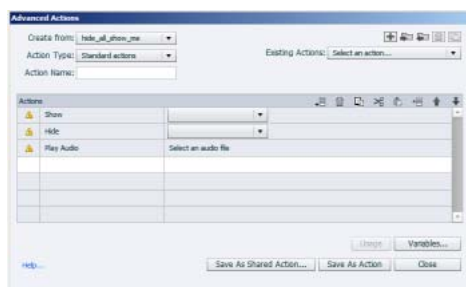 Advanced Actions
Create from: hide_all_show_me
Action Type: Standard actions
Existing Actions: Select an action...
Action Name:
Actions
Show
Hide
Play Audio Select an audio file
Usage Variables...
Help... Save As Shared Action... Save As Action Close